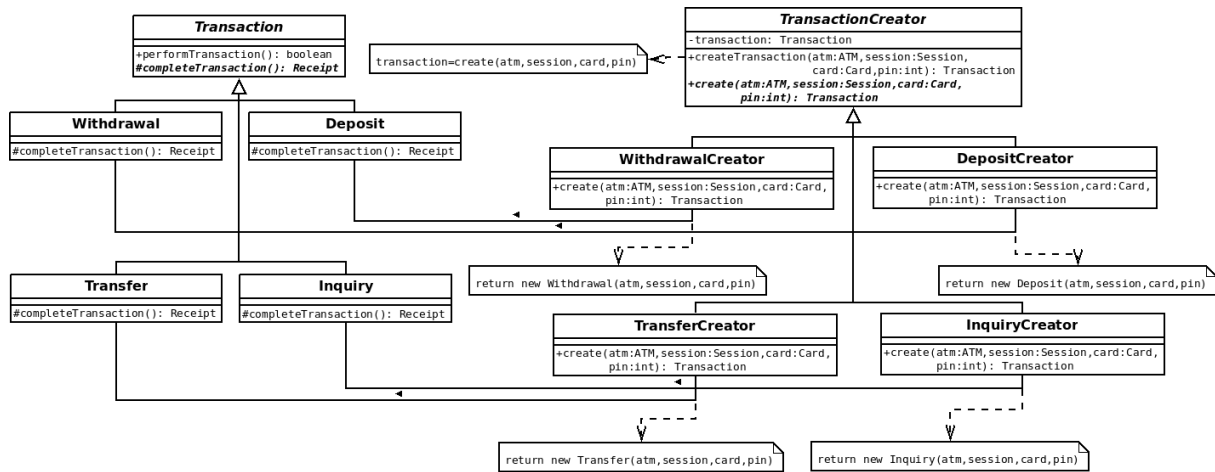 Transaction
+performTransaction(): boolean
#completeTransaction(): Receipt
transaction=create(atm,session,card,pin)
TransactionCreator
-transaction: Transaction
+createTransaction(atm:ATM,session:Session,
card:Card,pin:int): Transaction
+create(atm:ATM,session:Session,card:Card,
pin:int): Transaction
Withdrawal
#completeTransaction(): Receipt
Deposit
#completeTransaction(): Receipt
WithdrawalCreator
+create(atm:ATM,session:Session,card:Card,
pin:int): Transaction
DepositCreator
+create(atm:ATM,session:Session,card:Card,
pin:int): Transaction
return new Withdrawal(atm,session,card,pin)
return new Deposit(atm,session,card,pin)
Transfer
#completeTransaction(): Receipt
Inquiry
#completeTransaction(): Receipt
TransferCreator
+create(atm:ATM,session:Session,card:Card,
pin:int): Transaction
InquiryCreator
+create(atm:ATM,session:Session,card:Card,
pin:int): Transaction
return new Transfer(atm,session,card,pin)
return new Inquiry(atm,session,card,pin)